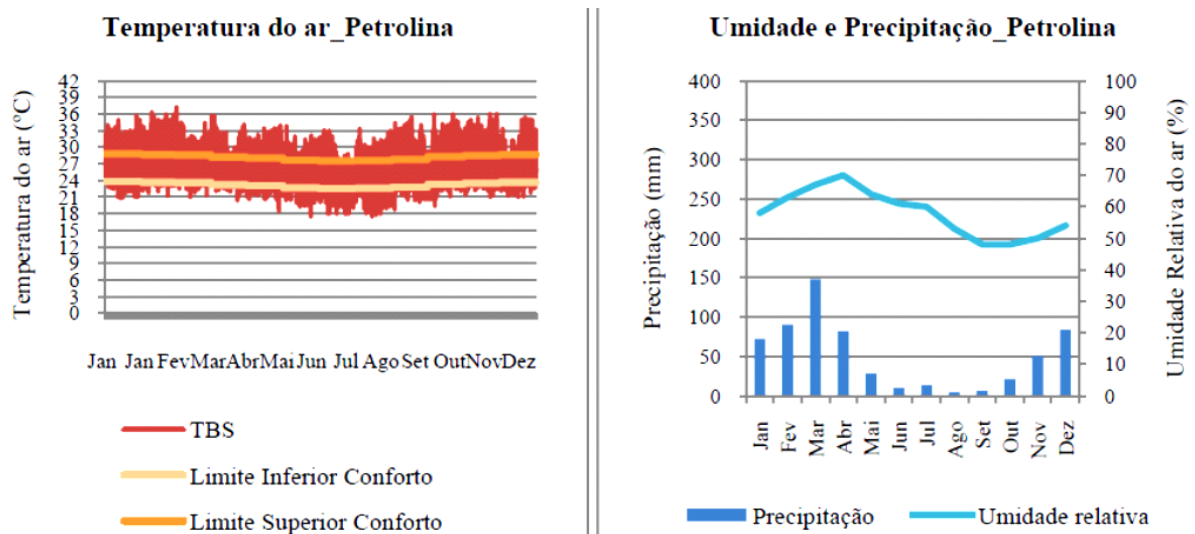 Temperatura do ar_Petrolina
Temperatura do ar (°C)
42
39
36
33
30
27
24
21
18
15
12
9
6
3
0
Jan Jan Fev Mar Abr Mai Jun Jul Ago Set Out Nov Dez
TBS
Limite Inferior Conforto
Limite Superior Conforto
Umidade e Precipitação_Petrolina
Precipitação (mm)
400
350
300
250
200
150
100
50
0
100
90
80
70
60
50
40
30
20
10
0
Umidade Relativa do ar (%)
Jan
Fev
Mar
Abr
Mai
Jun
Jul
Ago
Set
Out
Nov
Dez
Precipitação
Umidade relativa